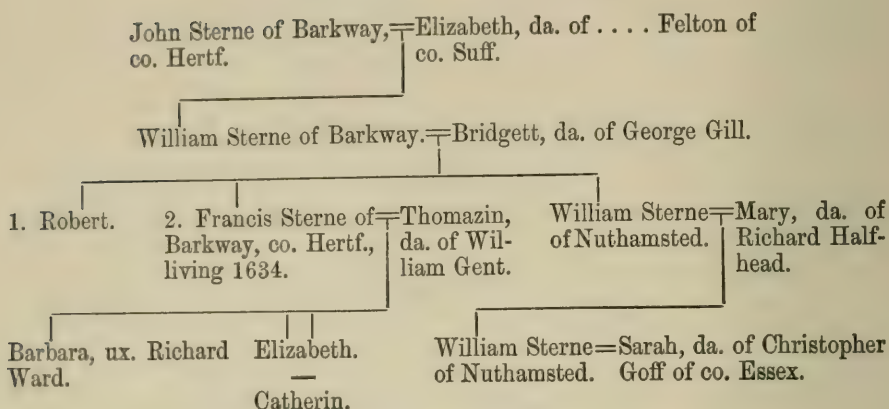 John Sterne of Barkway,=Elizabeth, da. of . . . . Felton of
co. Hertf.
co. Suff.
William Sterne of Barkway.=Bridgett, da. of George Gill.
1. Robert.
2. Francis Sterne of=Thomazin,
Barkway, co. Hertf.,
da. of Wil-
living 1634.
liam Gent.
William Sterne=Mary, da. of
of Nuthamsted.
Richard Half-
head.
Barbara, ux. Richard
Ward.
Elizabeth.
—
Catherin.
William Sterne=Sarah, da. of Christopher
of Nuthamsted.
Goff of co. Essex.